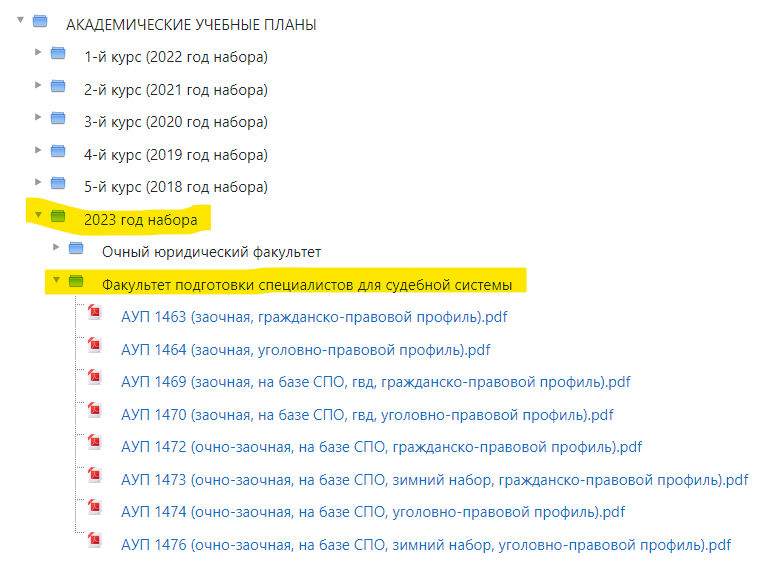 АКАДЕМИЧЕСКИЕ УЧЕБНЫЕ ПЛАНЫ
1-й курс (2022 год набора)
2-й курс (2021 год набора)
3-й курс (2020 год набора)
4-й курс (2019 год набора)
5-й курс (2018 год набора)
2023 год набора
Очный юридический факультет
Факультет подготовки специалистов для судебной системы
АУП 1463 (заочная, гражданско-правовой профиль).pdf
АУП 1464 (заочная, уголовно-правовой профиль).pdf
АУП 1469 (заочная, на базе СПО, гвд, гражданско-правовой профиль).pdf
АУП 1470 (заочная, на базе СПО, гвд, уголовно-правовой профиль).pdf
АУП 1472 (очно-заочная, на базе СПО, гражданско-правовой профиль).pdf
АУП 1473 (очно-заочная, на базе СПО, зимний набор, гражданско-правовой профиль).pdf
АУП 1474 (очно-заочная, на базе СПО, уголовно-правовой профиль).pdf
АУП 1476 (очно-заочная, на базе СПО, зимний набор, уголовно-правовой профиль).pdf